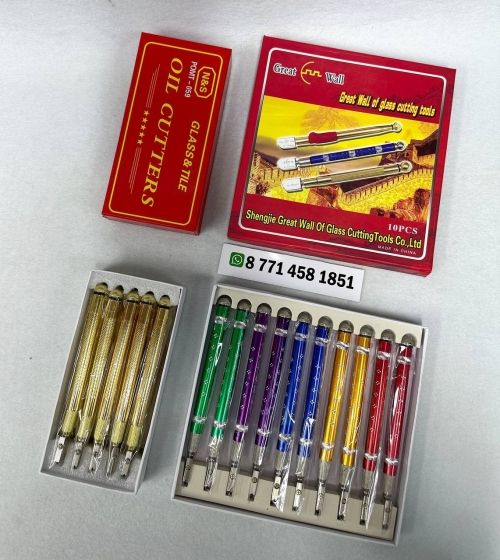 N&S
POMT - 059
GLASS&TILE
OIL CUTTERS
★★★★★
Great Wall
Great Wall of glass cutting tools
Shengjie Great Wall Of Glass CuttingTools Co.,Ltd
10PCS
MADE IN CHINA
8 771 458 1851